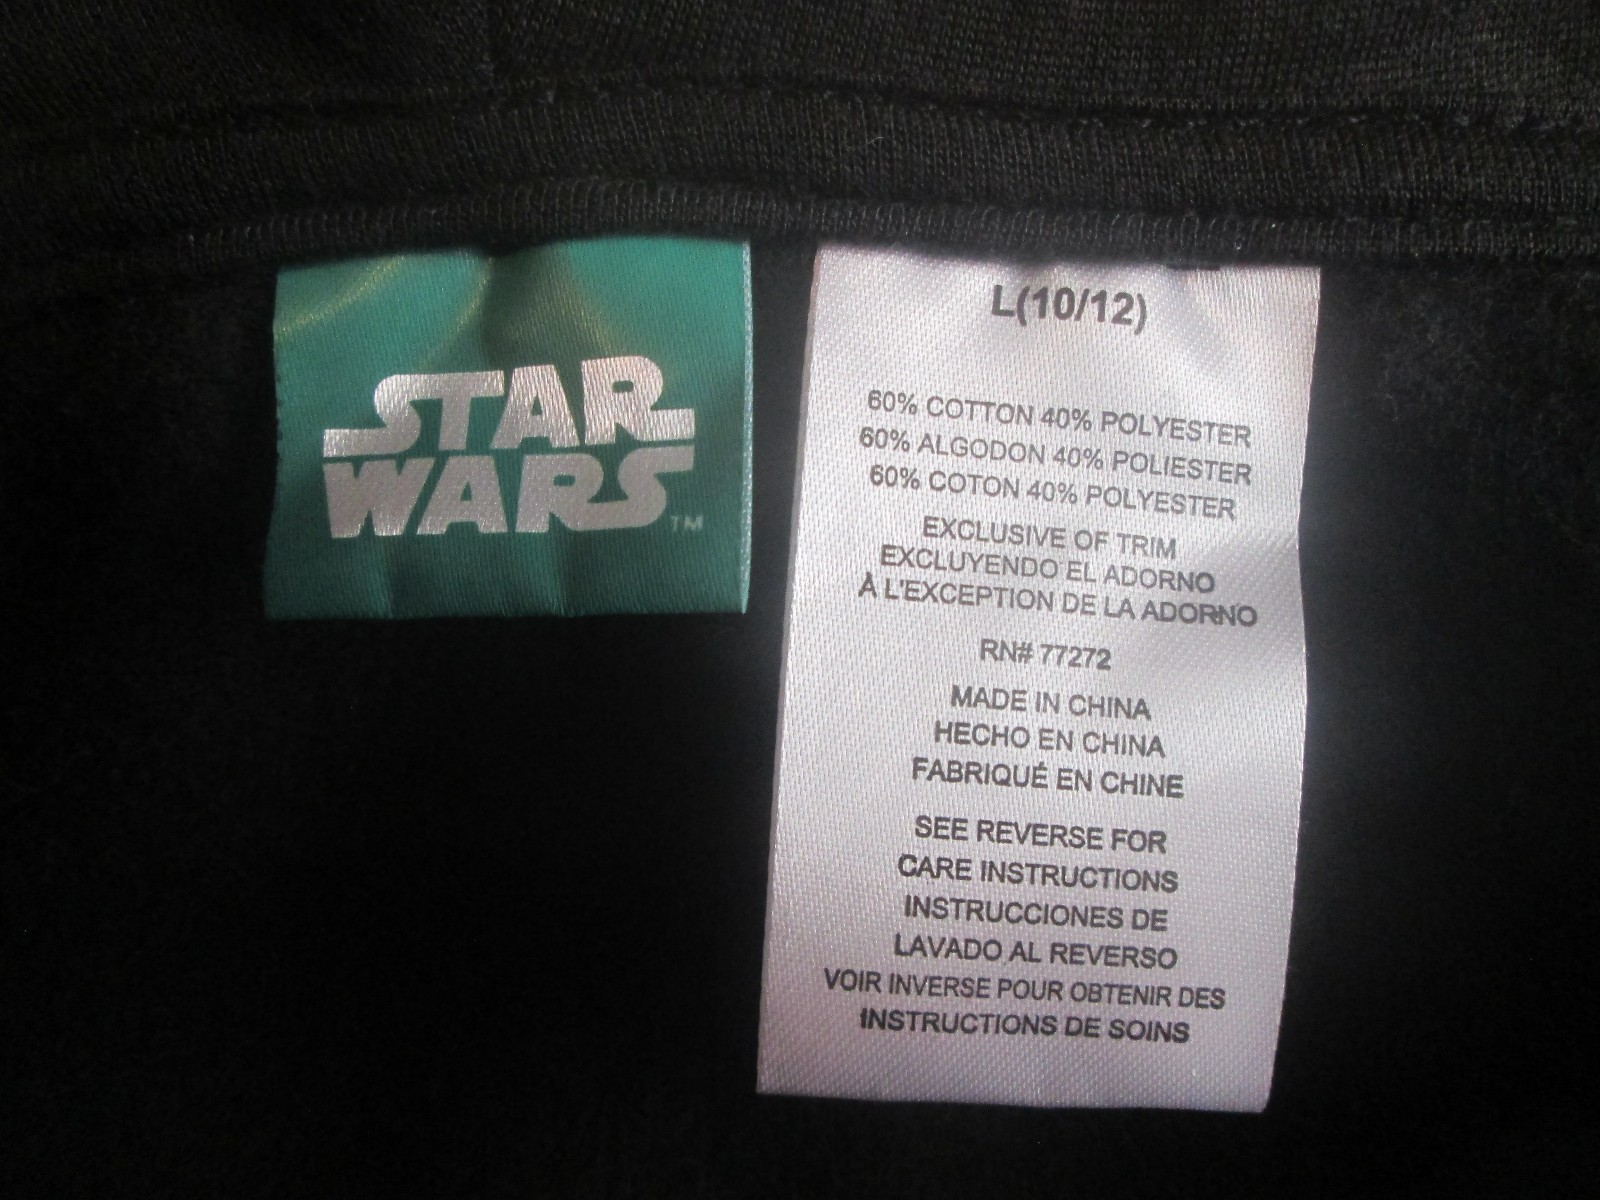 STAR
WARS
TM
L(10/12)
60% COTTON 40% POLYESTER
60% ALGODON 40% POLIESTER
60% COTON 40% POLYESTER
EXCLUSIVE OF TRIM
EXCLUYENDO EL ADORNO
À L'EXCEPTION DE LA ADORNO
RN# 77272
MADE IN CHINA
HECHO EN CHINA
FABRIQUÉ EN CHINE
SEE REVERSE FOR
CARE INSTRUCTIONS
INSTRUCCIONES DE
LAVADO AL REVERSO
VOIR INVERSE POUR OBTENIR DES
INSTRUCTIONS DE SOINS